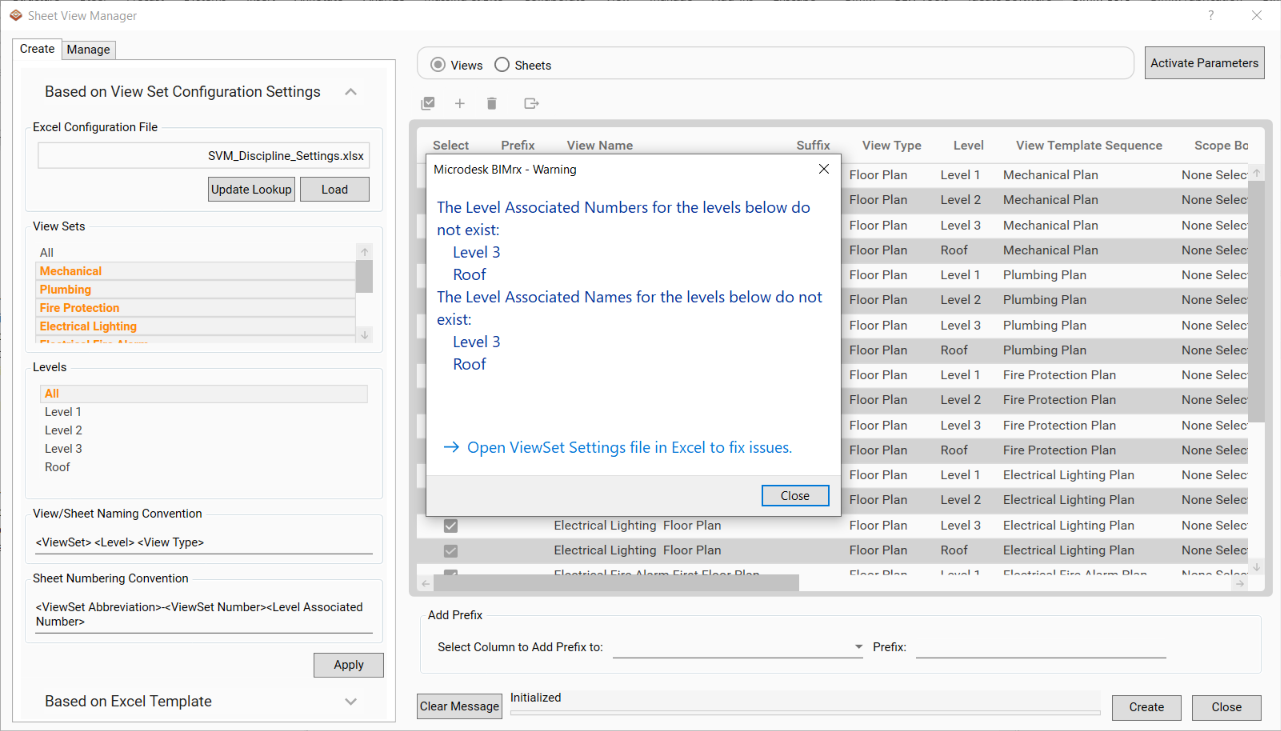 Sheet View Manager
?
Create
Manage
Based on View Set Configuration Settings
Excel Configuration File
SVM_Discipline_Settings.xlsx
Update Lookup
Load
View Sets
All
Mechanical
Plumbing
Fire Protection
Electrical Lighting
Electrical Fire Alarm
Levels
All
Level 1
Level 2
Level 3
Roof
View/Sheet Naming Convention
<ViewSet> <Level> <View Type>
Sheet Numbering Convention
<ViewSet Abbreviation>-<ViewSet Number><Level Associated
Number>
Apply
Based on Excel Template
Views
Sheets
Activate Parameters
Select Prefix View Name Suffix View Type Level View Template Sequence Scope Bo
Microdesk BIMrx - Warning
The Level Associated Numbers for the levels below do
not exist:
Level 3
Roof
The Level Associated Names for the levels below do not
exist:
Level 3
Roof
Open ViewSet Settings file in Excel to fix issues.
Close
Floor Plan Level 1 Mechanical Plan None Selec
Floor Plan Level 2 Mechanical Plan None Selec
Floor Plan Level 3 Mechanical Plan None Selec
Floor Plan Roof Mechanical Plan None Selec
Floor Plan Level 1 Plumbing Plan None Selec
Floor Plan Level 2 Plumbing Plan None Selec
Floor Plan Level 3 Plumbing Plan None Selec
Floor Plan Roof Plumbing Plan None Selec
Floor Plan Level 1 Fire Protection Plan None Selec
Floor Plan Level 2 Fire Protection Plan None Selec
Floor Plan Level 3 Fire Protection Plan None Selec
Floor Plan Roof Fire Protection Plan None Selec
Floor Plan Level 1 Electrical Lighting Plan None Selec
Floor Plan Level 2 Electrical Lighting Plan None Selec
Electrical Lighting Floor Plan Floor Plan Level 3 Electrical Lighting Plan None Selec
Electrical Lighting Floor Plan Floor Plan Roof Electrical Lighting Plan None Selec
Electrical Fire Alarm First Floor Plan Floor Plan Level 1 Electrical Fire Alarm Plan None Selec
Add Prefix
Select Column to Add Prefix to:
Prefix:
Clear Message
Initialized
Create
Close